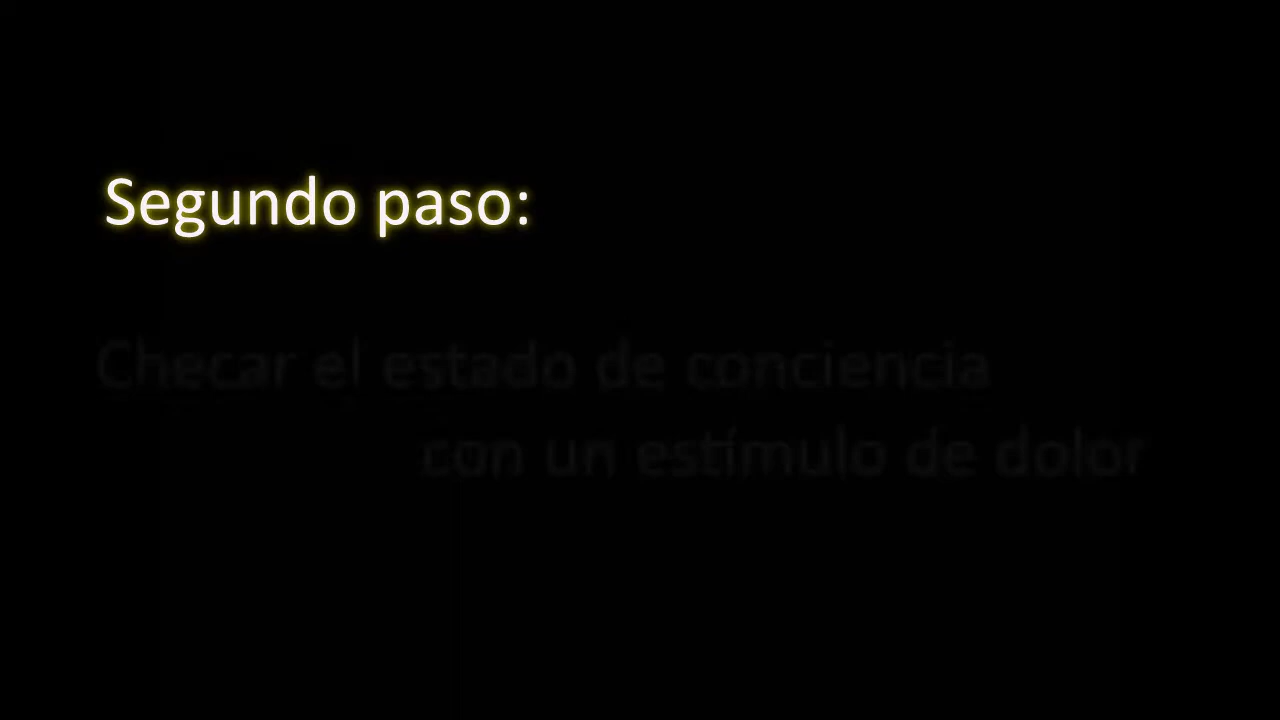 Segundo paso:
Checar el estado de conciencia
con un estímulo de dolor